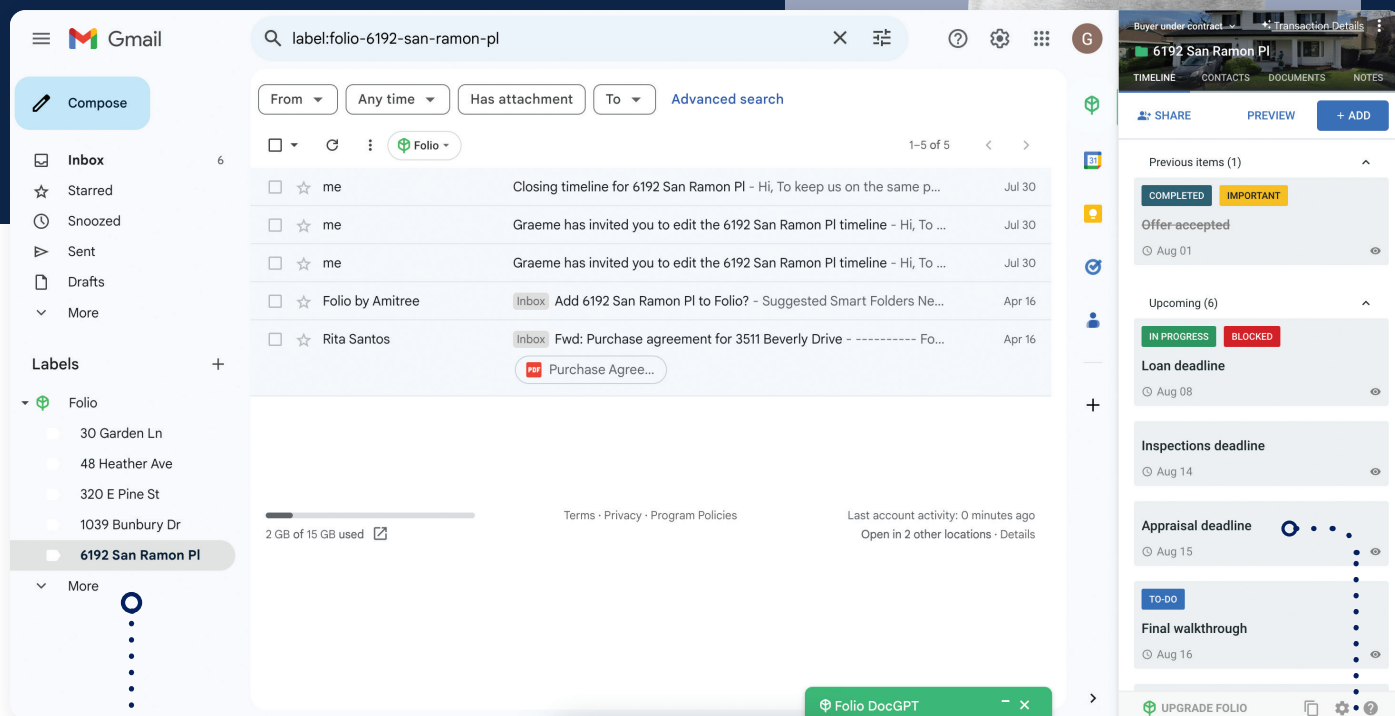 Gmail
label:folio-6192-san-ramon-pl
G
Compose
Inbox 6
Starred
Snoozed
Sent
Drafts
More
Labels
Folio
30 Garden Ln
48 Heather Ave
320 E Pine St
1039 Bunbury Dr
6192 San Ramon Pl
More
From
Any time
Has attachment
To
Advanced search
Folio
1–5 of 5
me Closing timeline for 6192 San Ramon Pl - Hi, To keep us on the same p... Jul 30
me Graeme has invited you to edit the 6192 San Ramon Pl timeline - Hi, To ... Jul 30
me Graeme has invited you to edit the 6192 San Ramon Pl timeline - Hi, To ... Jul 30
Folio by Amitree Inbox Add 6192 San Ramon Pl to Folio? - Suggested Smart Folders Ne... Apr 16
Rita Santos Inbox Fwd: Purchase agreement for 3511 Beverly Drive - ---------- Fo... Apr 16
PDF Purchase Agree...
2 GB of 15 GB used
Terms · Privacy · Program Policies
Last account activity: 0 minutes ago
Open in 2 other locations · Details
Folio DocGPT
31
Buyer under contract
Transaction Details
6192 San Ramon Pl
TIMELINE CONTACTS DOCUMENTS NOTES
SHARE PREVIEW + ADD
Previous items (1)
COMPLETED IMPORTANT
Offer accepted
Aug 01
Upcoming (6)
IN PROGRESS BLOCKED
Loan deadline
Aug 08
Inspections deadline
Aug 14
Appraisal deadline
Aug 15
TO-DO
Final walkthrough
Aug 16
UPGRADE FOLIO